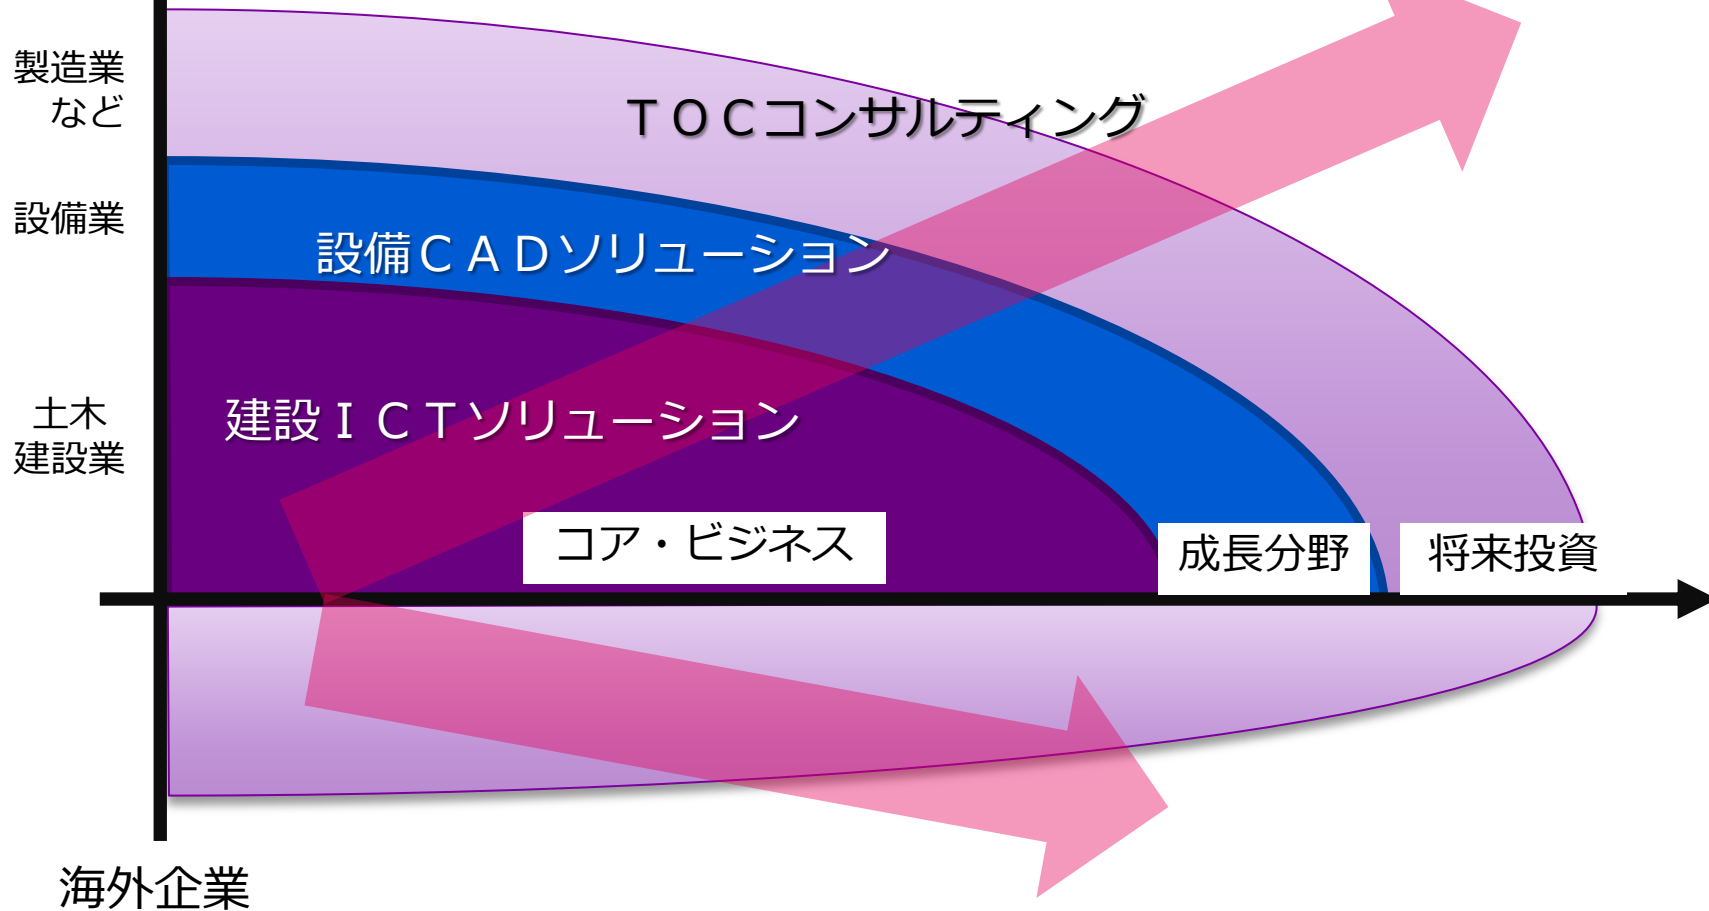 製造業
など
ＴＯＣコンサルティング
設備業
設備ＣＡＤソリューション
土木
建設業
建設ＩＣＴソリューション
コア・ビジネス
成長分野
将来投資
海外企業